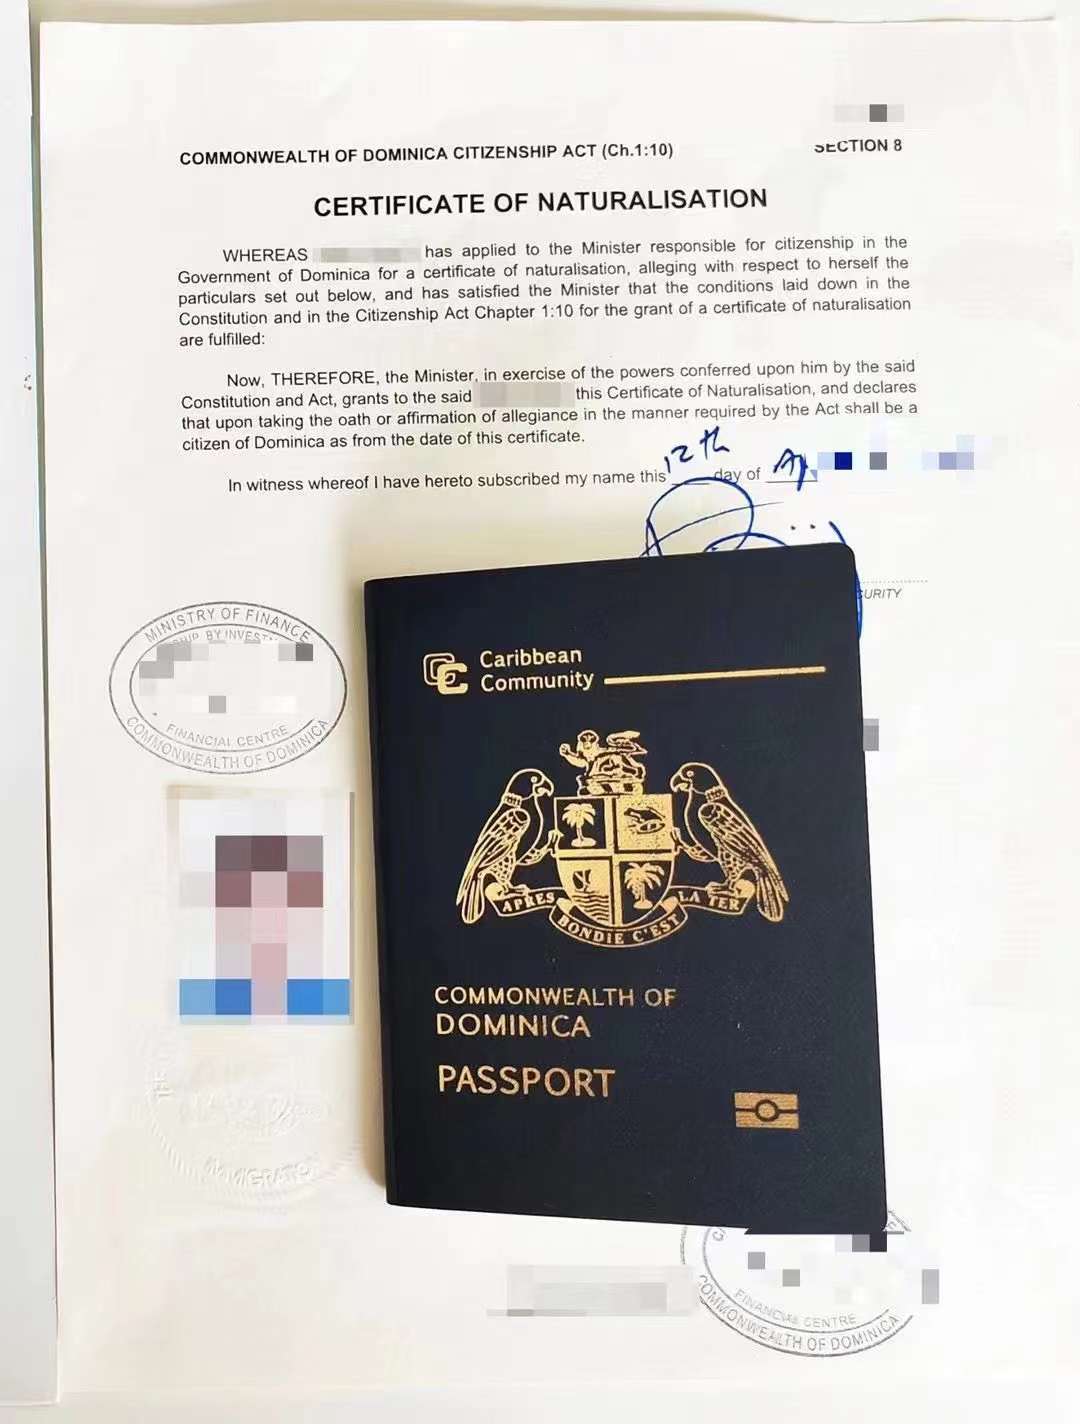 COMMONWEALTH OF DOMINICA CITIZENSHIP ACT (Ch.1:10)
SECTION 8
CERTIFICATE OF NATURALISATION
WHEREAS has applied to the Minister responsible for citizenship in the
Government of Dominica for a certificate of naturalisation, alleging with respect to herself the
particulars set out below, and has satisfied the Minister that the conditions laid down in the
Constitution and in the Citizenship Act Chapter 1:10 for the grant of a certificate of naturalisation
are fulfilled:
Now, THEREFORE, the Minister, in exercise of the powers conferred upon him by the said
Constitution and Act, grants to the said this Certificate of Naturalisation, and declares
that upon taking the oath or affirmation of allegiance in the manner required by the Act shall be a
citizen of Dominica as from the date of this certificate.
In witness whereof I have hereto subscribed my name this 12th day of
MINISTRY OF FINANCE
BY
FINANCIAL CENTRE
COMMONWEALTH OF DOMINICA
Caribbean
Community
APRES
BONDIE C'EST
LA TER
COMMONWEALTH OF
DOMINICA
PASSPORT
FINANCIAL CENTRE
COMMONWEALTH OF DOMINICA